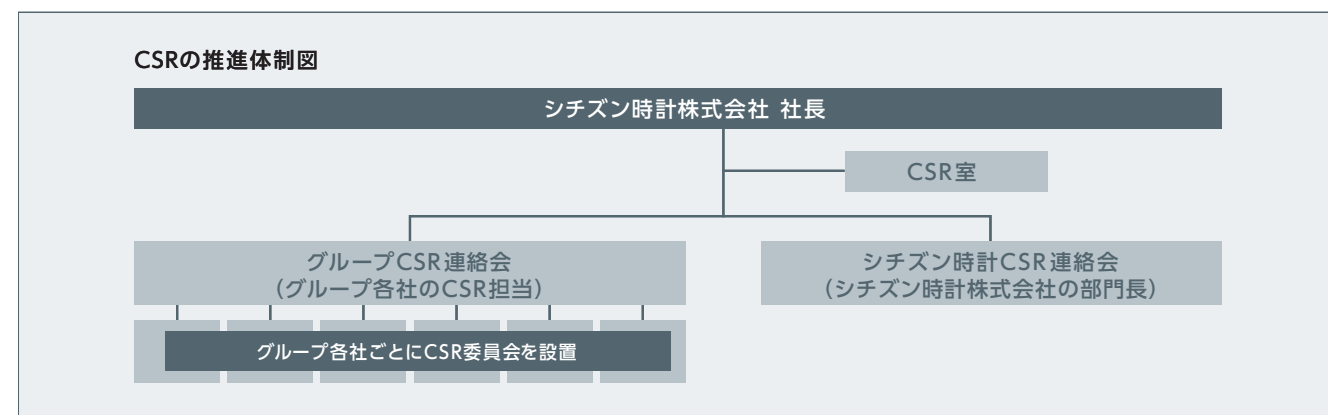 CSRの推進体制図
シチズン時計株式会社 社長
CSR室
グループCSR連絡会
（グループ各社のCSR担当）
シチズン時計CSR連絡会
（シチズン時計株式会社の部門長）
グループ各社ごとにCSR委員会を設置